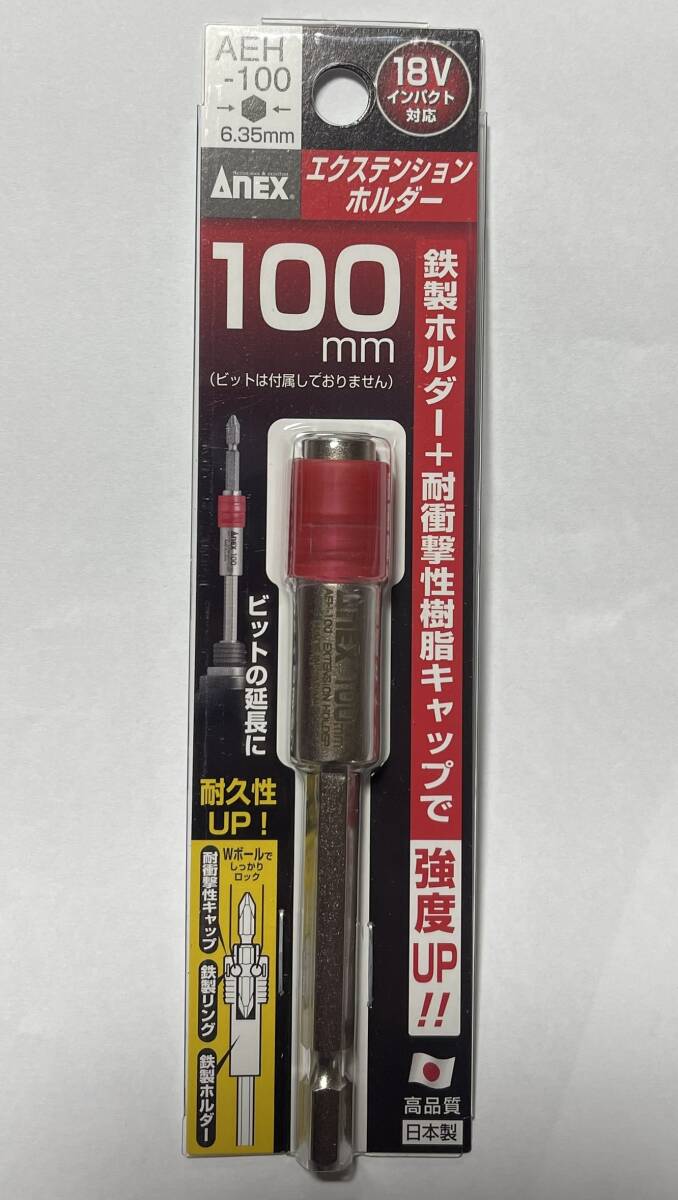 AEH
-100
6.35mm
18V
インパクト
対応
ANEX®
エクステンション
ホルダー
100
mm
(ビットは付属しておりません)
鉄製ホルダー+耐衝撃性樹脂キャップで
強度UP!!
ANEX 100
ビットの延長に
ANEX 100mm
AEH-100 EXTENSION HOLDER
耐久性
UP!
Wボールで
しっかり
ロック
耐衝撃性キャップ
鉄製リング
鉄製ホルダー
高品質
日本製